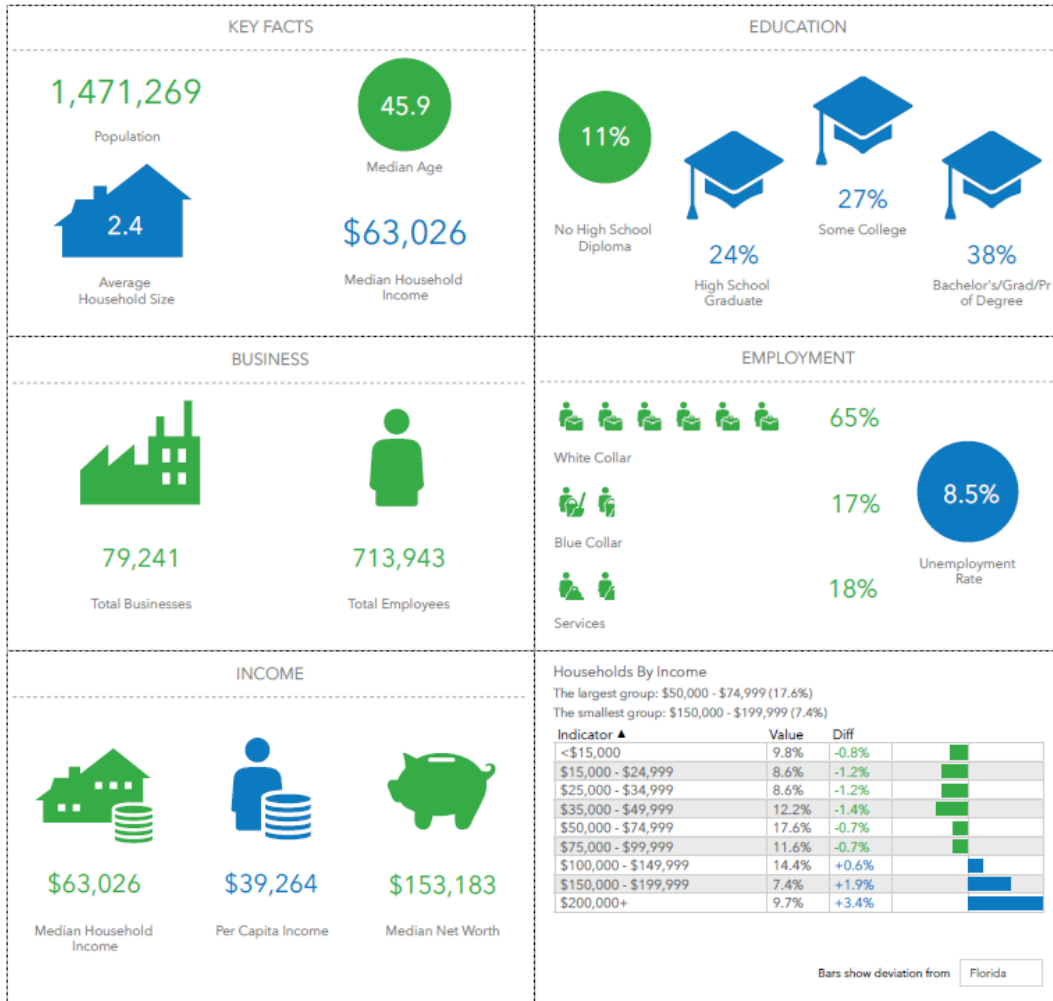 KEY FACTS
1,471,269
Population
45.9
Median Age
2.4
Average
Household Size
$63,026
Median Household
Income
EDUCATION
11%
No High School
Diploma
24%
High School
Graduate
27%
Some College
38%
Bachelor's/Grad/Pr
of Degree
BUSINESS
79,241
Total Businesses
713,943
Total Employees
EMPLOYMENT
65%
White Collar
17%
Blue Collar
18%
Services
8.5%
Unemployment
Rate
INCOME
$63,026
Median Household
Income
$39,264
Per Capita Income
$153,183
Median Net Worth
Households By Income
The largest group: $50,000 - $74,999 (17.6%)
The smallest group: $150,000 - $199,999 (7.4%)
Indicator ▲ Value Diff
<$15,000 9.8% -0.8%
$15,000 - $24,999 8.6% -1.2%
$25,000 - $34,999 8.6% -1.2%
$35,000 - $49,999 12.2% -1.4%
$50,000 - $74,999 17.6% -0.7%
$75,000 - $99,999 11.6% -0.7%
$100,000 - $149,999 14.4% +0.6%
$150,000 - $199,999 7.4% +1.9%
$200,000+ 9.7% +3.4%
Bars show deviation from Florida